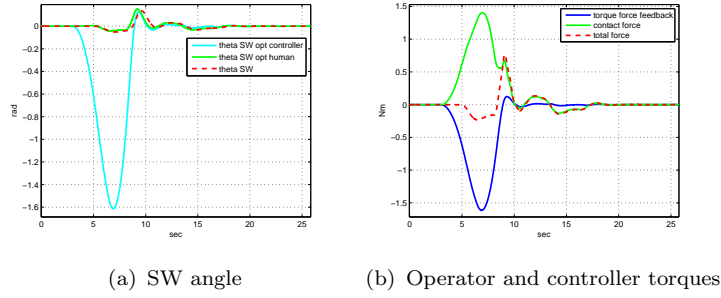 0
-0.2
-0.4
-0.6
-0.8
-1
-1.2
-1.4
-1.6
rad
0 5 10 15 20 25
sec
theta SW opt controller
theta SW opt human
theta SW
(a) SW angle
1.5
1
0.5
0
-0.5
-1
-1.5
Nm
0 5 10 15 20 25
sec
torque force feedback
contact force
total force
(b) Operator and controller torques